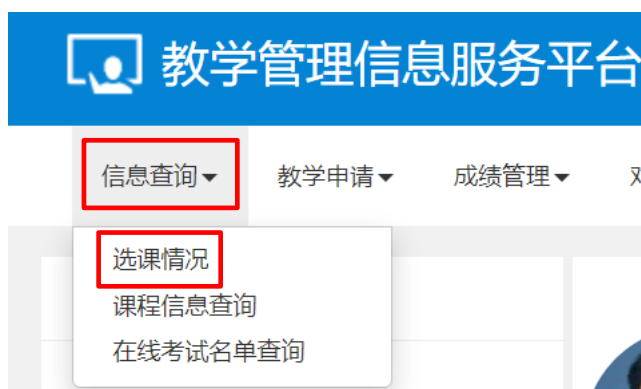 教学管理信息服务平台
信息查询 教学申请 成绩管理
选课情况
课程信息查询
在线考试名单查询